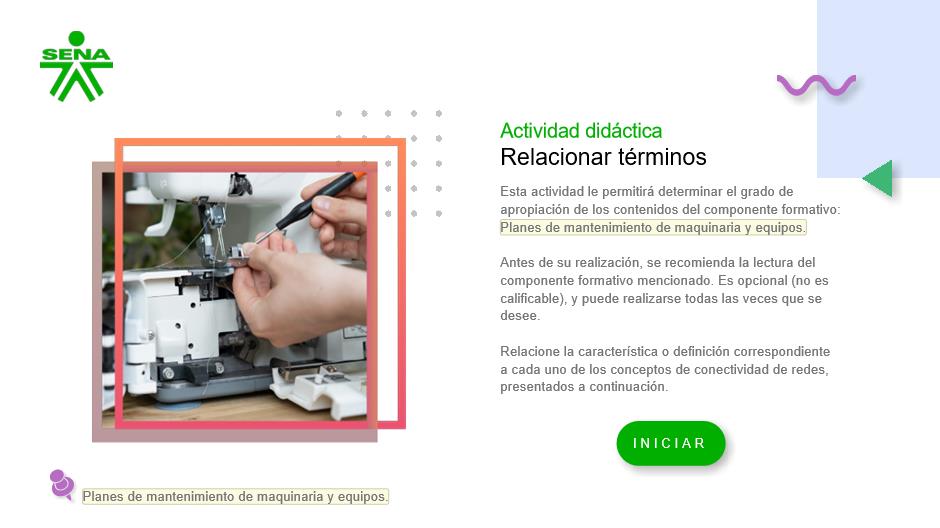 SENA
Actividad didáctica
Relacionar términos
Esta actividad le permitirá determinar el grado de
apropiación de los contenidos del componente formativo:
Planes de mantenimiento de maquinaria y equipos.
Antes de su realización, se recomienda la lectura del
componente formativo mencionado. Es opcional (no es
calificable), y puede realizarse todas las veces que se
desee.
Relacione la característica o definición correspondiente
a cada uno de los conceptos de conectividad de redes,
presentados a continuación.
INICIAR
Planes de mantenimiento de maquinaria y equipos.